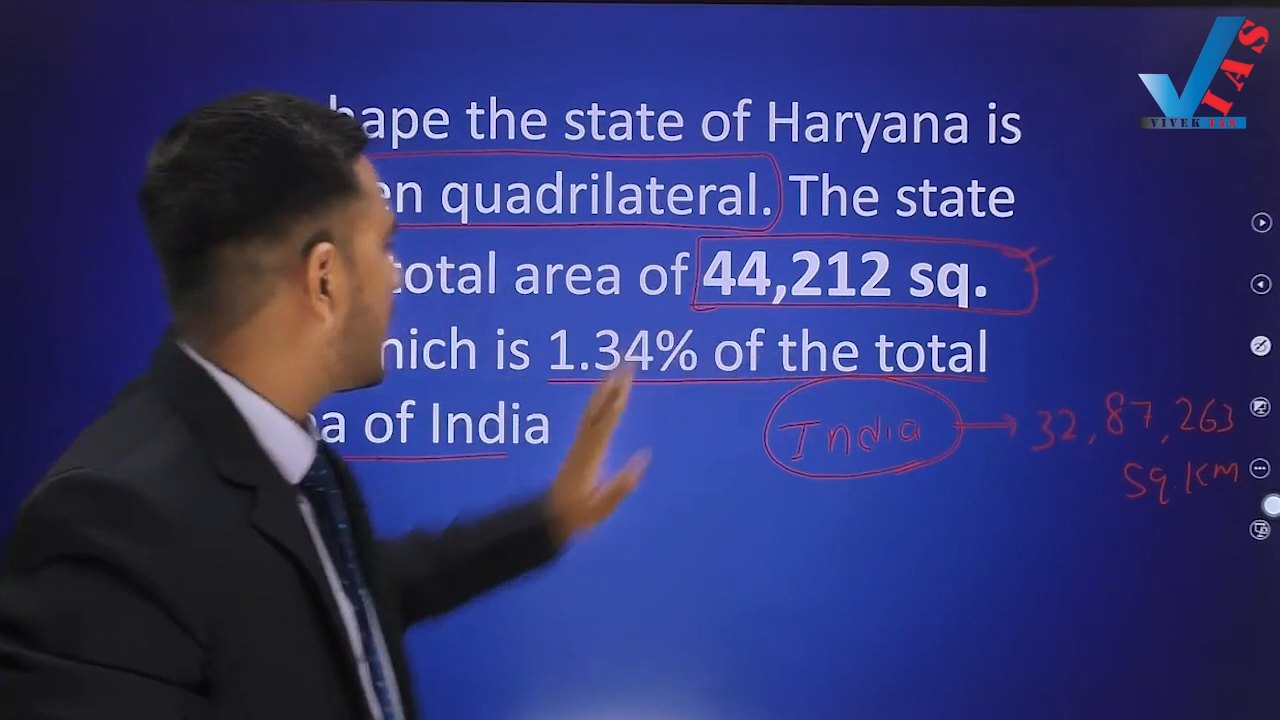 IAS
VIVEK IAS
hape the state of Haryana is
en quadrilateral. The state
total area of 44,212 sq.
hich is 1.34% of the total
ea of India
India → 32,87,263
Sq.Km